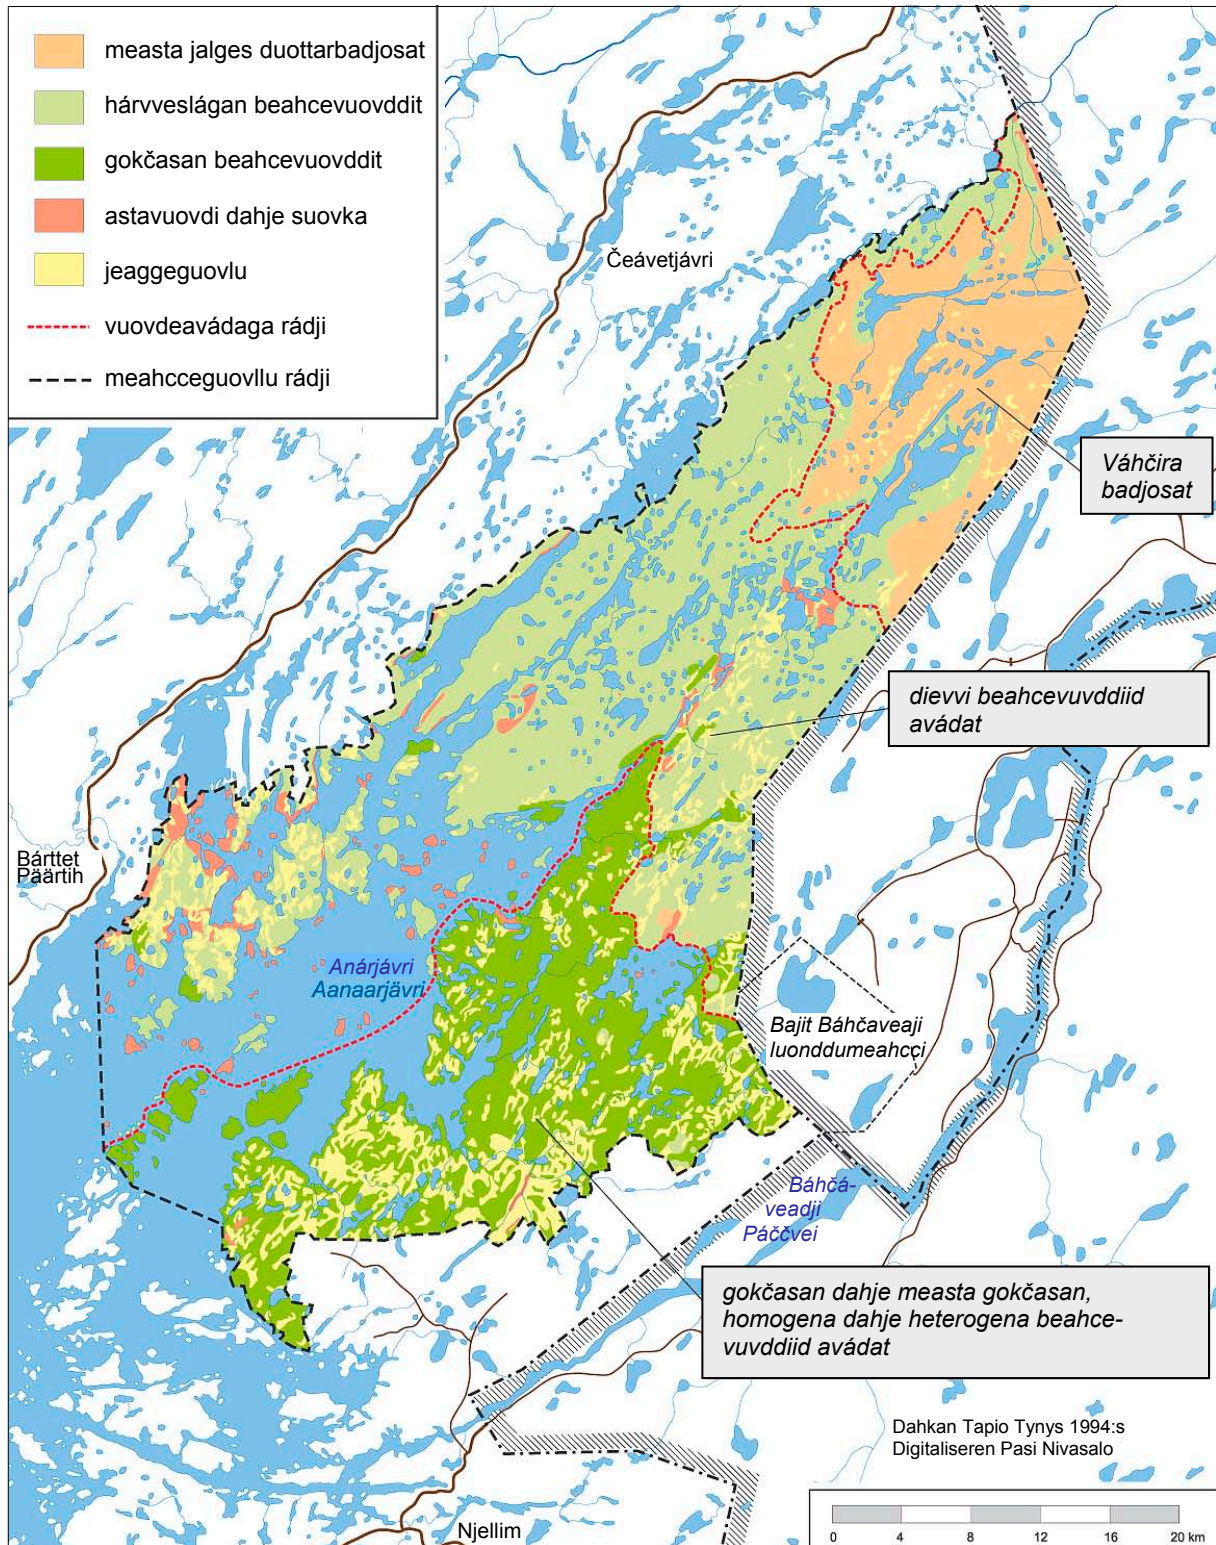 measta jalges duottarbadjosat
hárvveslágan beahcevuovddit
gokčasan beahcevuovddit
astavuovdi dahje suovka
jeaggeguovlu
vuovdeavádaga rádji
meahcceguovllu rádji
Čeávetjávri
Váhčira
badjosat
dievvi beahcevuvddiid
avádat
Bárttet
Päärtih
Anárjávri
Aanaarjävri
Bajit Báhčaveaji
luonddumeahcci
Báhčá-
veadji
Páččvei
gokčasan dahje measta gokčasan,
homogena dahje heterogena beahce-
vuvddiid avádat
Dahkan Tapio Tynys 1994:s
Digitaliseren Pasi Nivasalo
Njellim
0 4 8 12 16 20 km